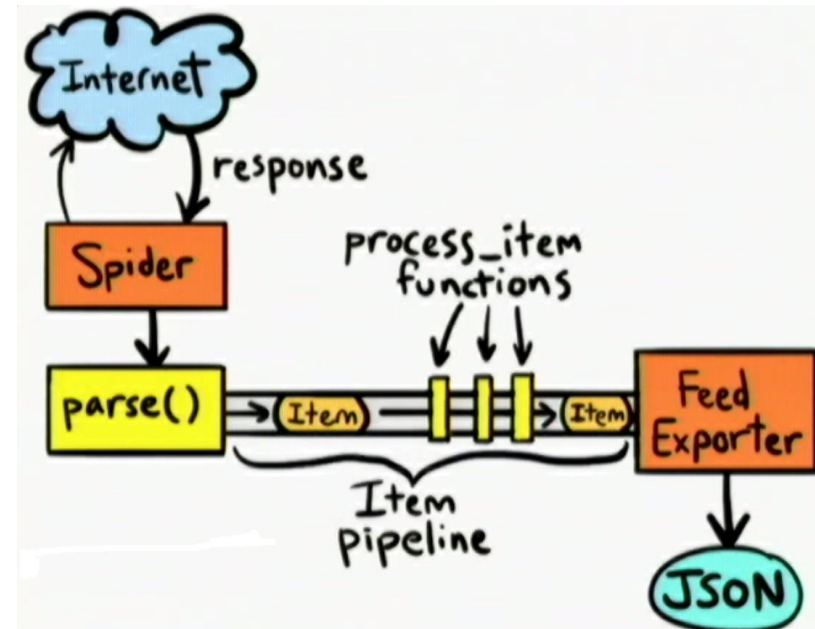 Internet
response
Spider
process_item
functions
parse()
Item
Item
Feed
Exporter
Item
pipeline
JSON